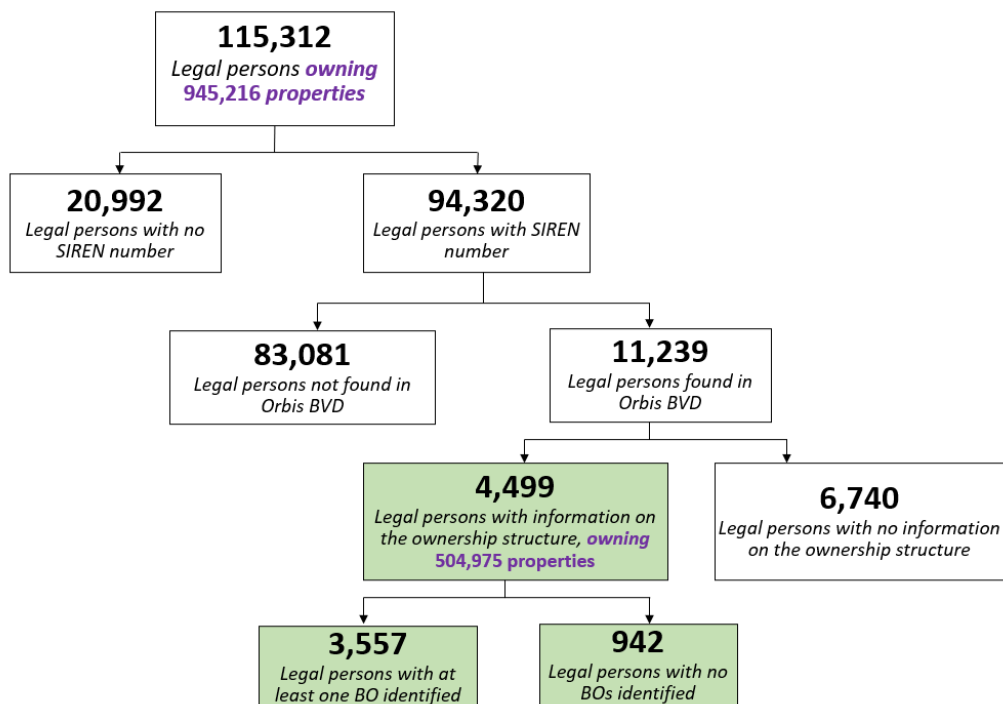 115,312
Legal persons owning
945,216 properties
20,992
Legal persons with no
SIREN number
94,320
Legal persons with SIREN
number
83,081
Legal persons not found in
Orbis BVD
11,239
Legal persons found in
Orbis BVD
4,499
Legal persons with information on
the ownership structure, owning
504,975 properties
6,740
Legal persons with no information
on the ownership structure
3,557
Legal persons with at
least one BO identified
942
Legal persons with no
BOs identified